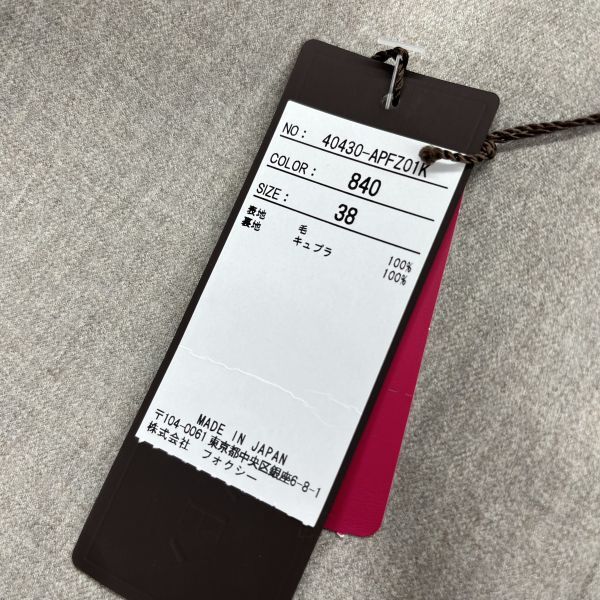 NO: 40430-APFZ01K
COLOR: 840
SIZE: 38
表地 毛 100%
裏地 キュプラ 100%
MADE IN JAPAN
〒104-0061 東京都中央区銀座6-8-1
株式会社 フォクシー